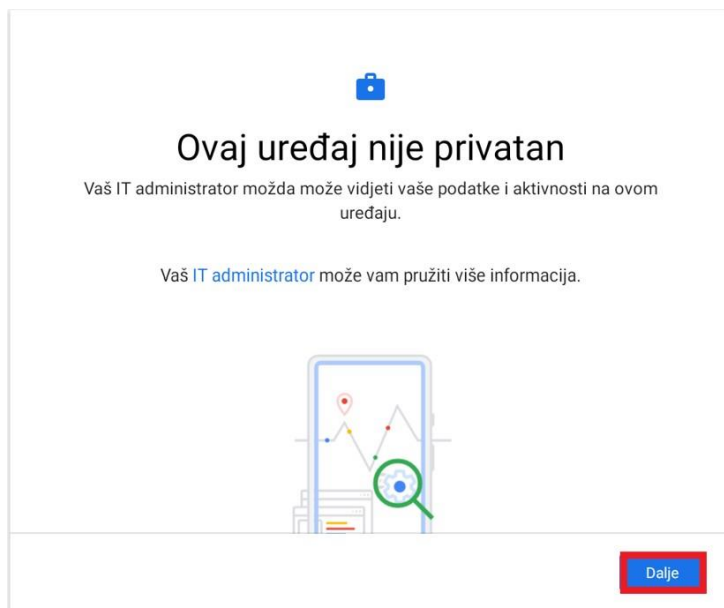 Ovaj uređaj nije privatan
Vaš IT administrator možda može vidjeti vaše podatke i aktivnosti na ovom
uređaju.
Vaš IT administrator može vam pružiti više informacija.
Dalje